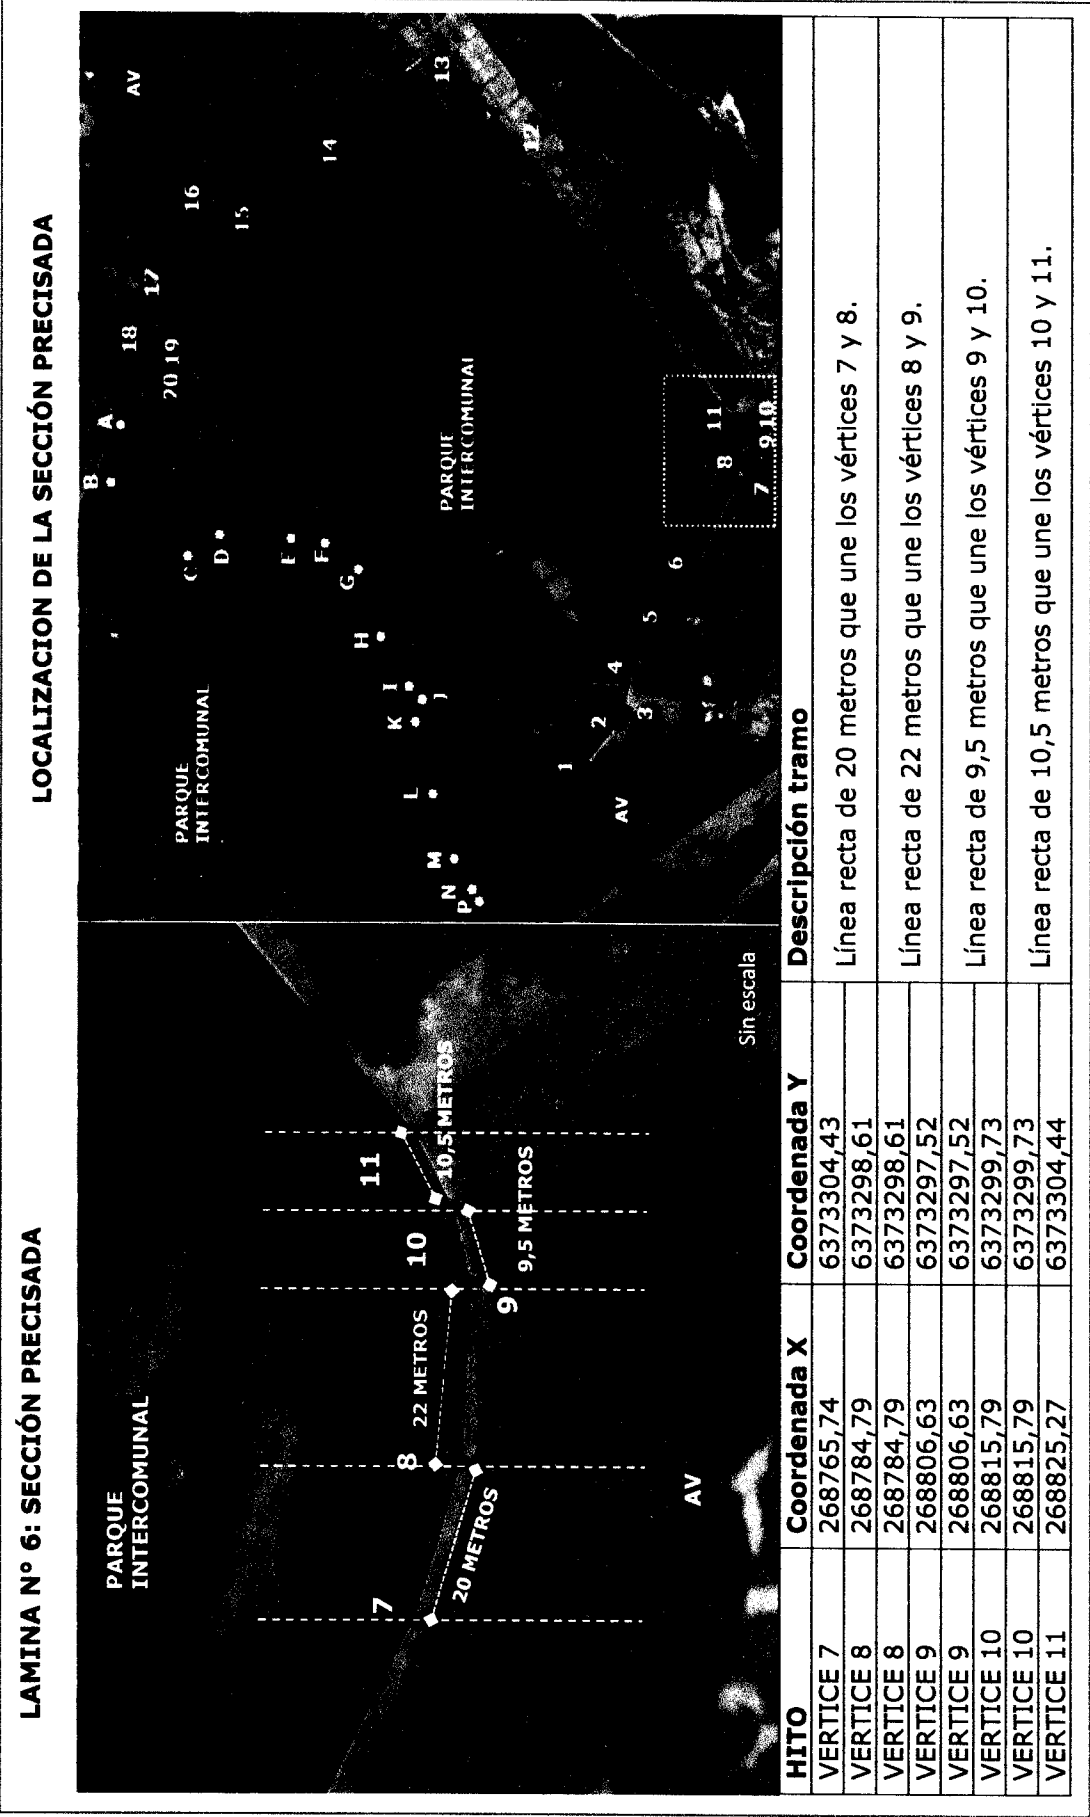 LAMINA N° 6: SECCIÓN PRECISADA
LOCALIZACION DE LA SECCIÓN PRECISADA
PARQUE
INTERCOMUNAL
7
8
9
10
11
20 METROS
22 METROS
9,5 METROS
10,5 METROS
AV
Sin escala
PARQUE
INTERCOMUNAL
PARQUE
INTERCOMUNAL
AV
AV
A
B
C
D
E
F
G
H
I
J
K
L
M
N
P
1
2
3
4
5
6
7
8
9 10
11
12
13
14
15
16
17
18
20 19
HITO Coordenada X Coordenada Y Descripción tramo
VERTICE 7 268765,74 6373304,43 Línea recta de 20 metros que une los vértices 7 y 8.
VERTICE 8 268784,79 6373298,61
VERTICE 8 268784,79 6373298,61 Línea recta de 22 metros que une los vértices 8 y 9.
VERTICE 9 268806,63 6373297,52
VERTICE 9 268806,63 6373297,52 Línea recta de 9,5 metros que une los vértices 9 y 10.
VERTICE 10 268815,79 6373299,73
VERTICE 10 268815,79 6373299,73 Línea recta de 10,5 metros que une los vértices 10 y 11.
VERTICE 11 268825,27 6373304,44